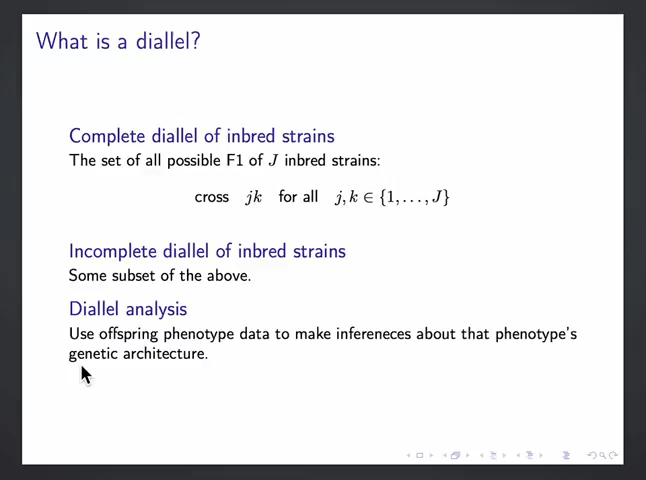 What is a diallel?
Complete diallel of inbred strains
The set of all possible F1 of J inbred strains:
cross jk for all j, k ∈ {1, . . . , J}
Incomplete diallel of inbred strains
Some subset of the above.
Diallel analysis
Use offspring phenotype data to make infereneces about that phenotype's
genetic architecture.